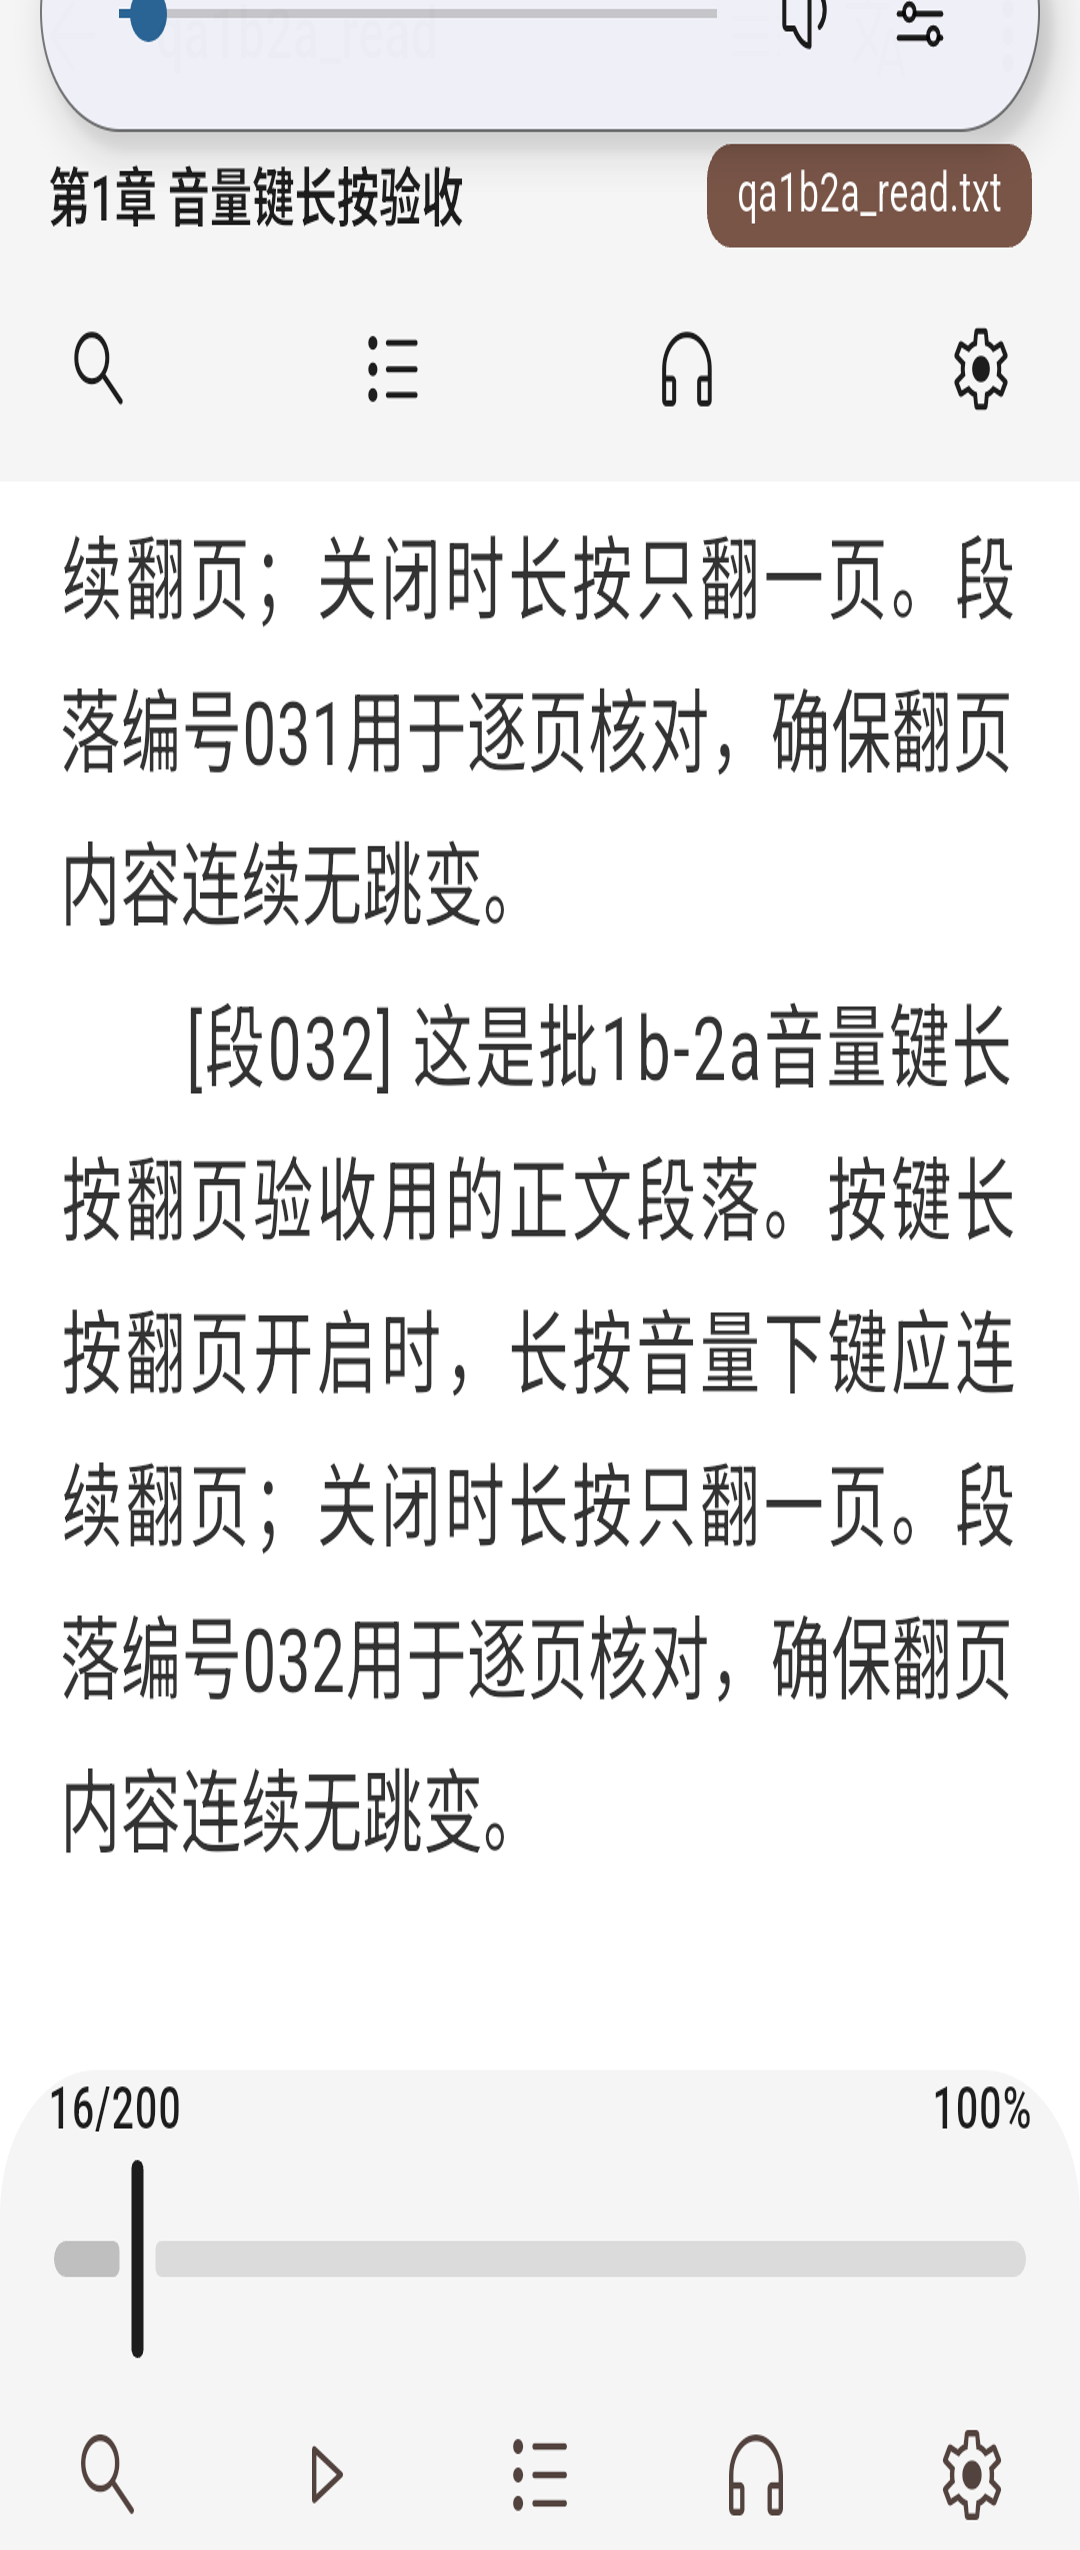 qa1b2a_read
第1章 音量键长按验收
qa1b2a_read.txt
续翻页；关闭时长按只翻一页。段
落编号031用于逐页核对，确保翻页
内容连续无跳变。
[段032] 这是批1b-2a音量键长
按翻页验收用的正文段落。按键长
按翻页开启时，长按音量下键应连
续翻页；关闭时长按只翻一页。段
落编号032用于逐页核对，确保翻页
内容连续无跳变。
16/200
100%